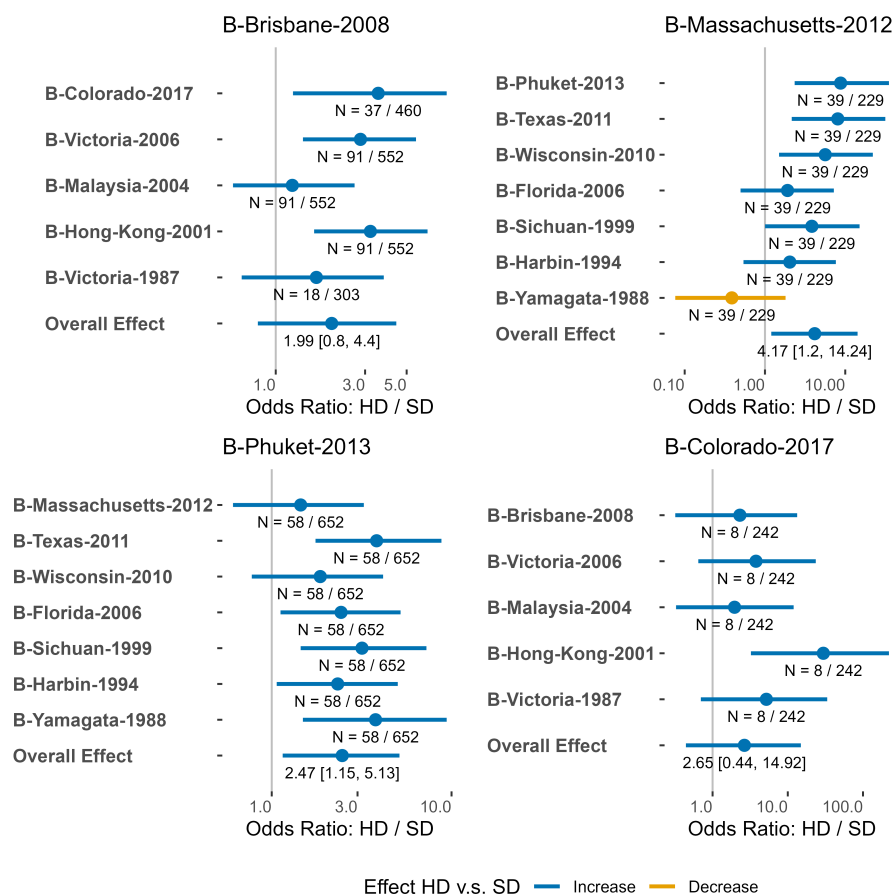 B-Brisbane-2008
B-Colorado-2017
N = 37 / 460
B-Victoria-2006
N = 91 / 552
B-Malaysia-2004
N = 91 / 552
B-Hong-Kong-2001
N = 91 / 552
B-Victoria-1987
N = 18 / 303
Overall Effect
1.99 [0.8, 4.4]
1.0 3.0 5.0
Odds Ratio: HD / SD
B-Massachusetts-2012
B-Phuket-2013
N = 39 / 229
B-Texas-2011
N = 39 / 229
B-Wisconsin-2010
N = 39 / 229
B-Florida-2006
N = 39 / 229
B-Sichuan-1999
N = 39 / 229
B-Harbin-1994
N = 39 / 229
B-Yamagata-1988
N = 39 / 229
Overall Effect
4.17 [1.2, 14.24]
0.10 1.00 10.00
Odds Ratio: HD / SD
B-Phuket-2013
B-Massachusetts-2012
N = 58 / 652
B-Texas-2011
N = 58 / 652
B-Wisconsin-2010
N = 58 / 652
B-Florida-2006
N = 58 / 652
B-Sichuan-1999
N = 58 / 652
B-Harbin-1994
N = 58 / 652
B-Yamagata-1988
N = 58 / 652
Overall Effect
2.47 [1.15, 5.13]
1.0 3.0 10.0
Odds Ratio: HD / SD
B-Colorado-2017
B-Brisbane-2008
N = 8 / 242
B-Victoria-2006
N = 8 / 242
B-Malaysia-2004
N = 8 / 242
B-Hong-Kong-2001
N = 8 / 242
B-Victoria-1987
N = 8 / 242
Overall Effect
2.65 [0.44, 14.92]
1.0 10.0 100.0
Odds Ratio: HD / SD
Effect HD v.s. SD Increase Decrease